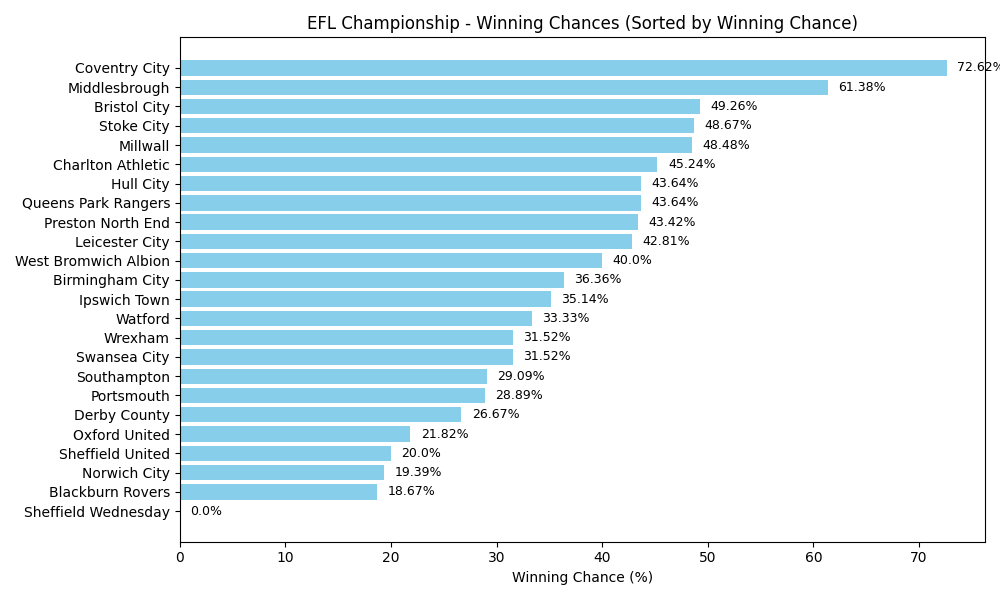 EFL Championship - Winning Chances (Sorted by Winning Chance)
Coventry City 72.62%
Middlesbrough 61.38%
Bristol City 49.26%
Stoke City 48.67%
Millwall 48.48%
Charlton Athletic 45.24%
Hull City 43.64%
Queens Park Rangers 43.64%
Preston North End 43.42%
Leicester City 42.81%
West Bromwich Albion 40.0%
Birmingham City 36.36%
Ipswich Town 35.14%
Watford 33.33%
Wrexham 31.52%
Swansea City 31.52%
Southampton 29.09%
Portsmouth 28.89%
Derby County 26.67%
Oxford United 21.82%
Sheffield United 20.0%
Norwich City 19.39%
Blackburn Rovers 18.67%
Sheffield Wednesday 0.0%
0 10 20 30 40 50 60 70
Winning Chance (%)